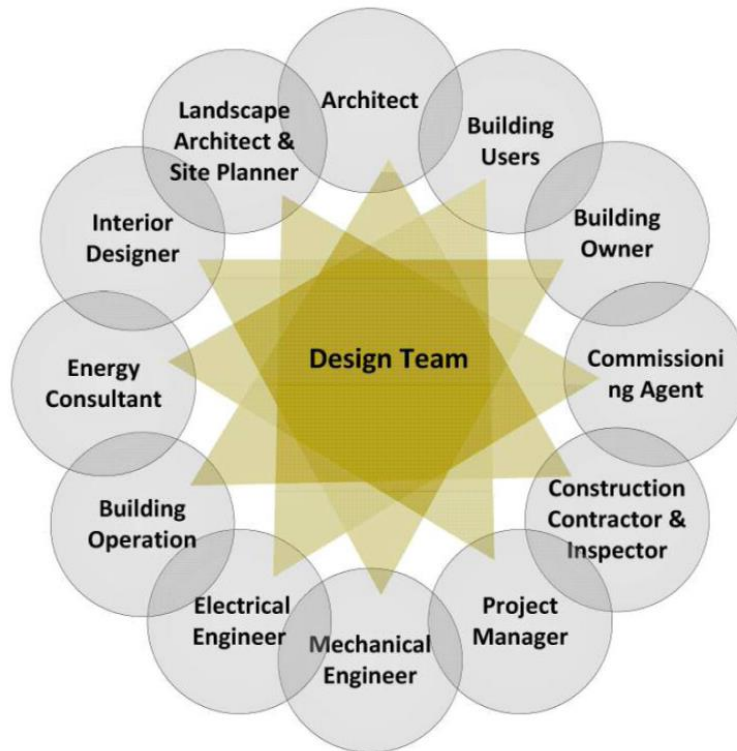 Architect
Building
Users
Building
Owner
Commissioni
ng Agent
Construction
Contractor &
Inspector
Project
Manager
Mechanical
Engineer
Electrical
Engineer
Building
Operation
Energy
Consultant
Interior
Designer
Landscape
Architect &
Site Planner
Design Team